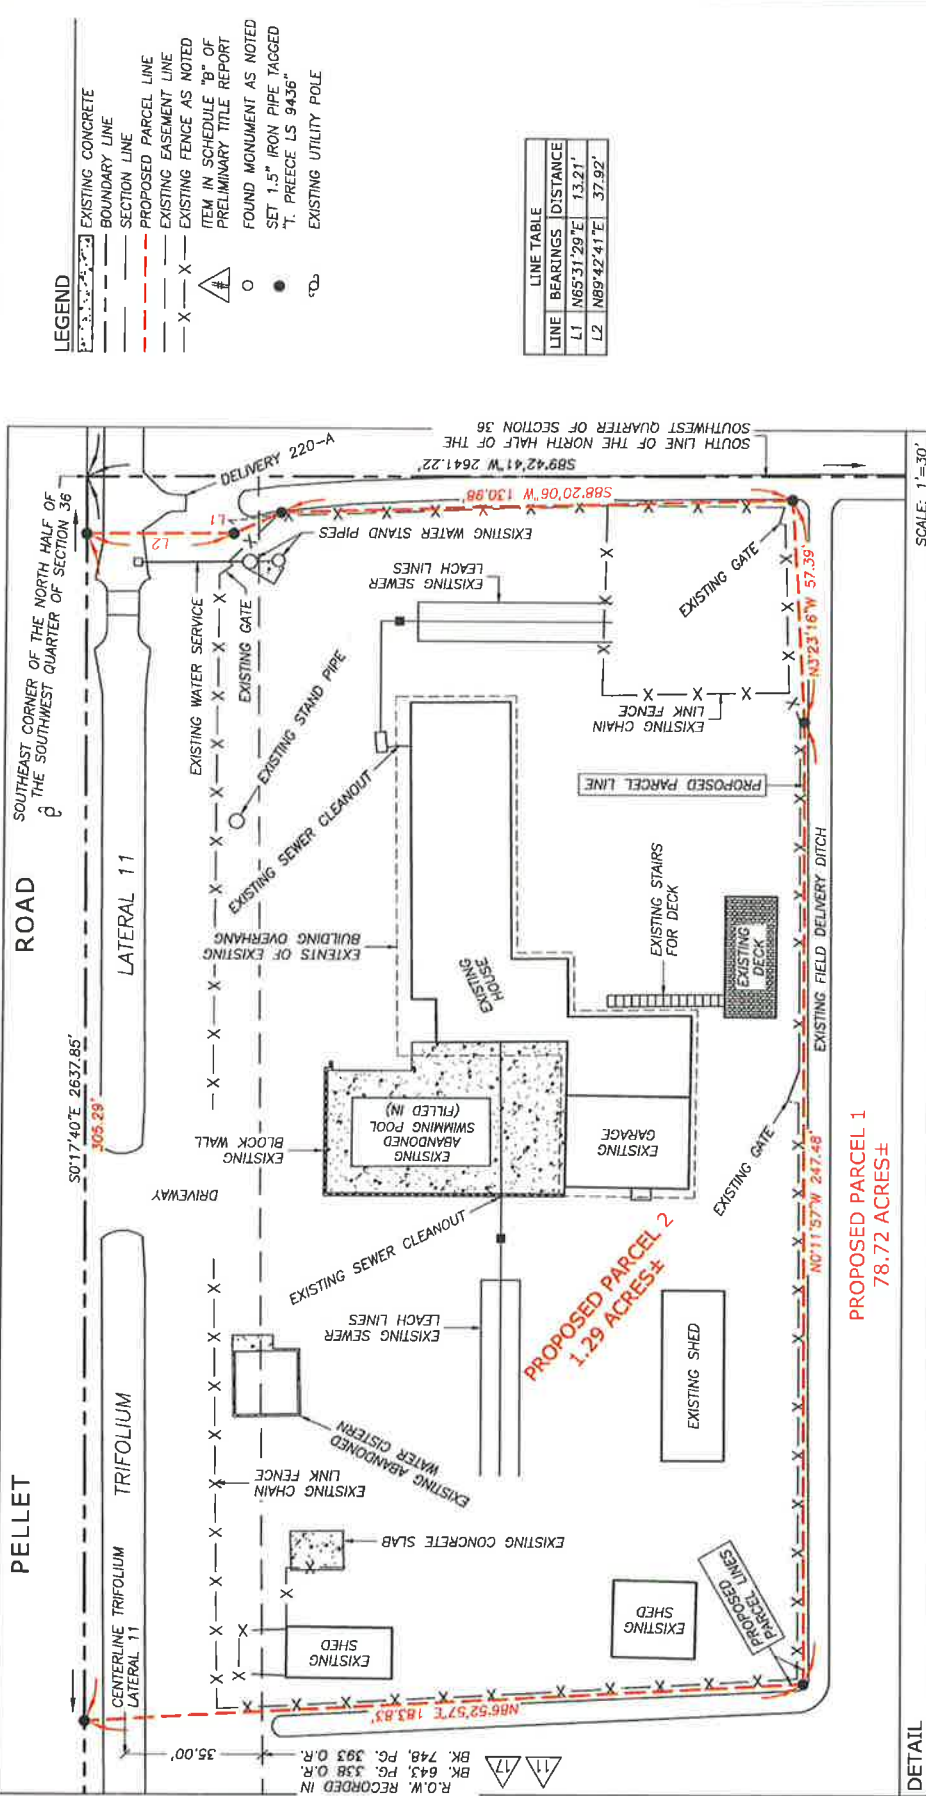 LEGEND
EXISTING CONCRETE
BOUNDARY LINE
SECTION LINE
PROPOSED PARCEL LINE
EXISTING EASEMENT LINE
EXISTING FENCE AS NOTED
#
ITEM IN SCHEDULE "B" OF
PRELIMINARY TITLE REPORT
FOUND MONUMENT AS NOTED
SET 1.5" IRON PIPE TAGGED
"T. PREECE LS 9436"
EXISTING UTILITY POLE
LINE TABLE
LINE BEARINGS DISTANCE
L1 N65°31'29"E 13.21'
L2 N89°42'41"E 37.92'
PELLET ROAD
SOUTHEAST CORNER OF THE NORTH HALF OF
THE SOUTHWEST QUARTER OF SECTION 36
S0°17'40"E 2637.85'
305.29'
CENTERLINE TRIFOLIUM
LATERAL 11
TRIFOLIUM LATERAL 11
DRIVEWAY
DELIVERY 220-A
L1
L2
SOUTH LINE OF THE NORTH HALF OF THE
SOUTHWEST QUARTER OF SECTION 36
S89°42'41"W 2641.22'
S88°20'06"W 130.98'
EXISTING WATER STAND PIPES
EXISTING WATER SERVICE
EXISTING GATE
EXISTING STAND PIPE
EXISTING SEWER
LEACH LINES
EXISTING SEWER CLEANOUT
EXISTING GATE
N3°23'16"W 57.39'
EXISTING CHAIN
LINK FENCE
PROPOSED PARCEL LINE
EXTENTS OF EXISTING
BUILDING OVERHANG
EXISTING
HOUSE
EXISTING STAIRS
FOR DECK
EXISTING
DECK
EXISTING FIELD DELIVERY DITCH
EXISTING
BLOCK WALL
EXISTING
ABANDONED
SWIMMING POOL
(FILLED IN)
EXISTING
GARAGE
EXISTING GATE
N0°11'57"W 247.48'
EXISTING SEWER CLEANOUT
EXISTING SEWER
LEACH LINES
PROPOSED PARCEL 2
1.29 ACRES±
PROPOSED PARCEL 1
78.72 ACRES±
EXISTING SHED
EXISTING ABANDONED
WATER CISTERN
EXISTING CHAIN
LINK FENCE
EXISTING CONCRETE SLAB
EXISTING
SHED
EXISTING
SHED
PROPOSED
PARCEL LINES
N86°52'57"E 183.83'
35.00'
R.O.W. RECORDED IN
BK. 643, PG. 338 O.R.
BK. 748, PG. 393 O.R.
17
11
DETAIL
SCALE: 1"=30'